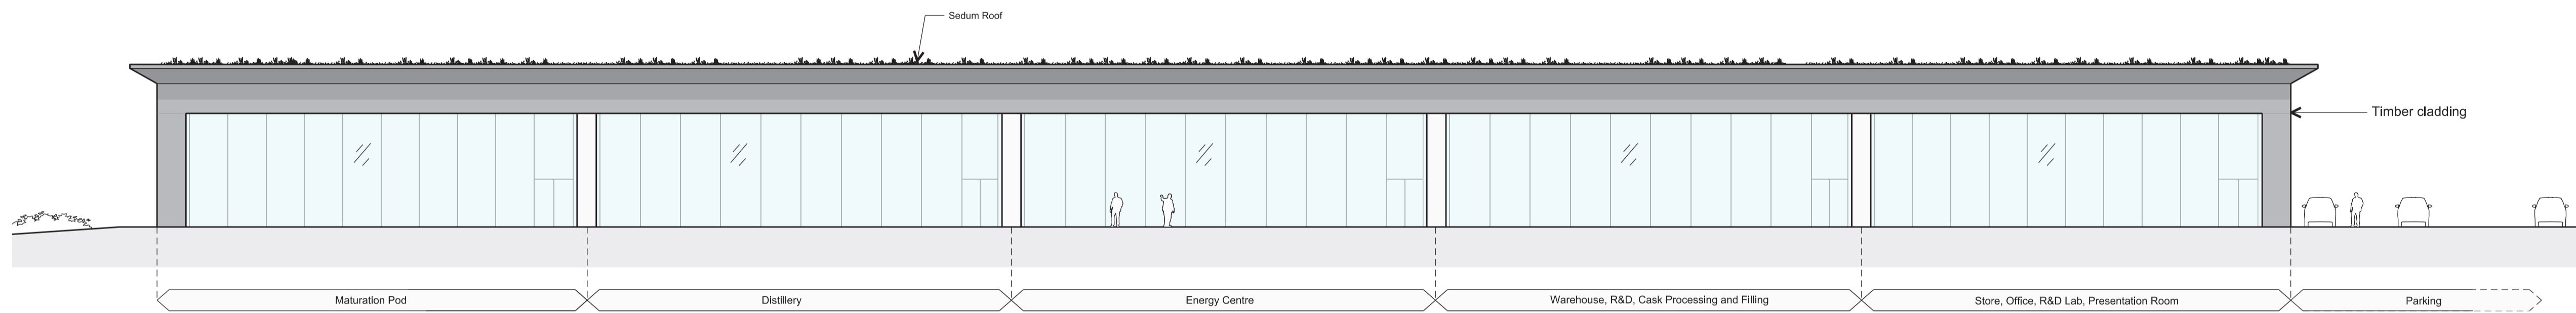 Sedum Roof
Timber cladding
Maturation Pod
Distillery
Energy Centre
Warehouse, R&D, Cask Processing and Filling
Store, Office, R&D Lab, Presentation Room
Parking